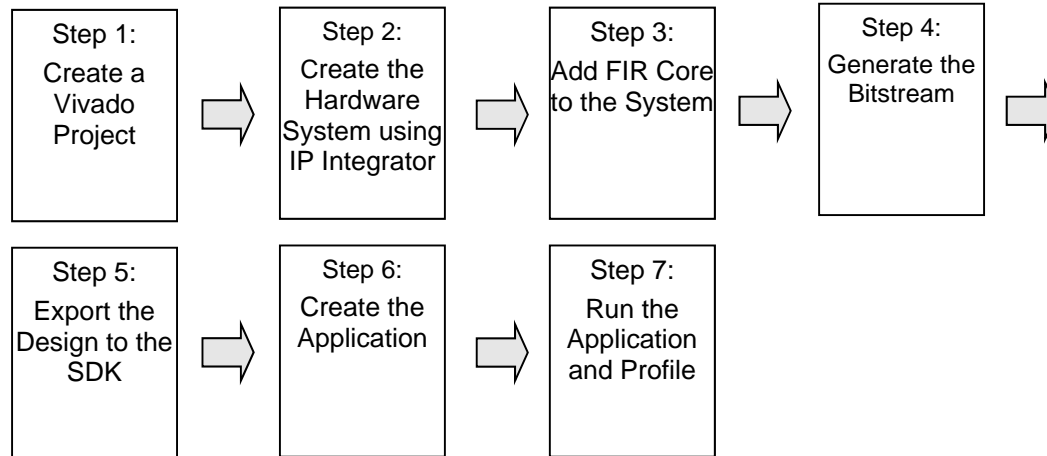 Step 1:
Create a
Vivado
Project
Step 2:
Create the
Hardware
System using
IP Integrator
Step 3:
Add FIR Core
to the System
Step 4:
Generate the
Bitstream
Step 5:
Export the
Design to the
SDK
Step 6:
Create the
Application
Step 7:
Run the
Application
and Profile